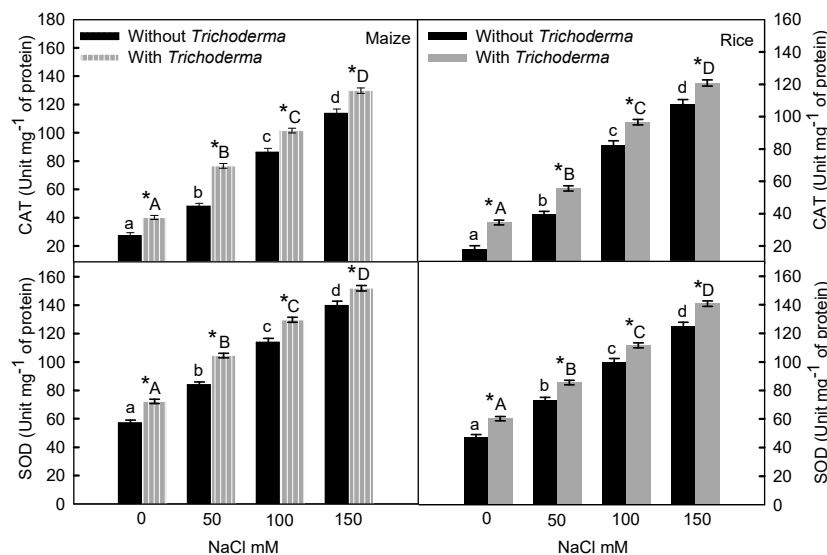 180
160
140
120
100
80
60
40
20
CAT (Unit mg⁻¹ of protein)
Without Trichoderma
With Trichoderma
Maize
a
*A
b
*B
c
*C
d
*D
Without Trichoderma
With Trichoderma
Rice
a
*A
b
*B
c
*C
d
*D
160
140
120
100
80
60
40
20
CAT (Unit mg⁻¹ of protein)
160
140
120
100
80
60
40
20
0
SOD (Unit mg⁻¹ of protein)
a
*A
b
*B
c
*C
d
*D
a
*A
b
*B
c
*C
d
*D
160
140
120
100
80
60
40
20
0
SOD (Unit mg⁻¹ of protein)
0 50 100 150
NaCl mM
0 50 100 150
NaCl mM